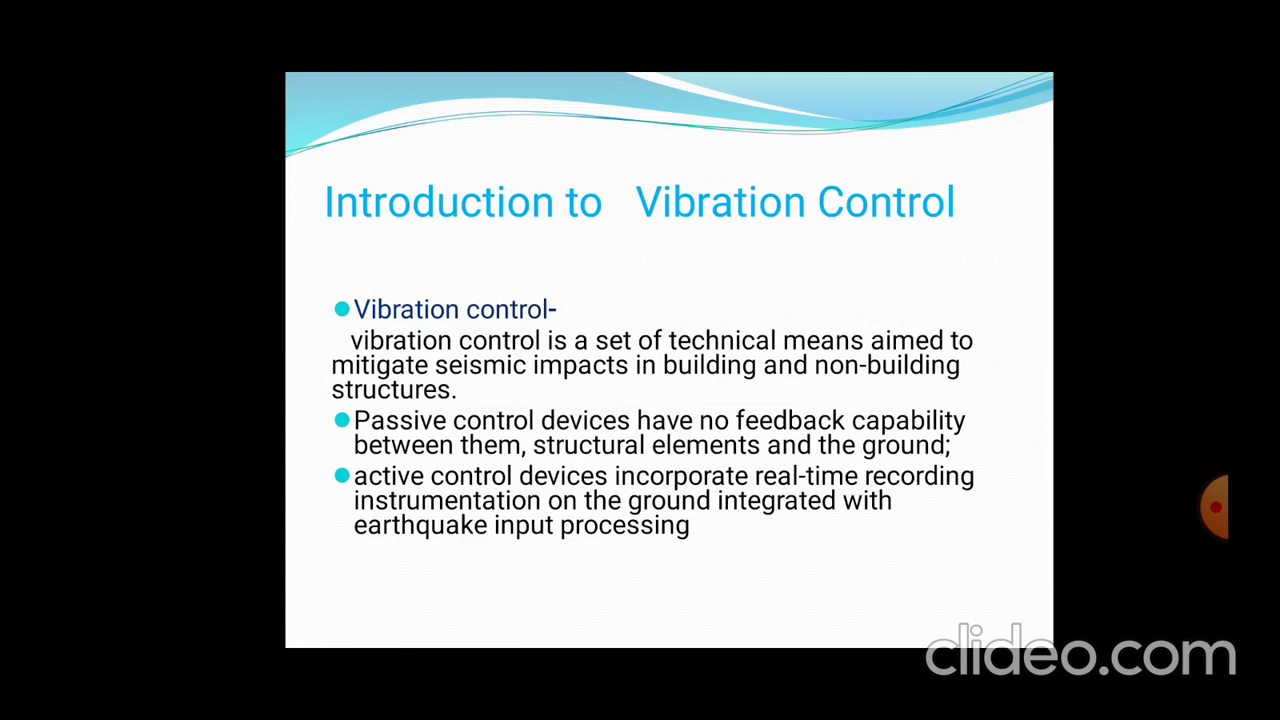 Introduction to Vibration Control
Vibration control-
vibration control is a set of technical means aimed to
mitigate seismic impacts in building and non-building
structures.
Passive control devices have no feedback capability
between them, structural elements and the ground;
active control devices incorporate real-time recording
instrumentation on the ground integrated with
earthquake input processing
clideo.com